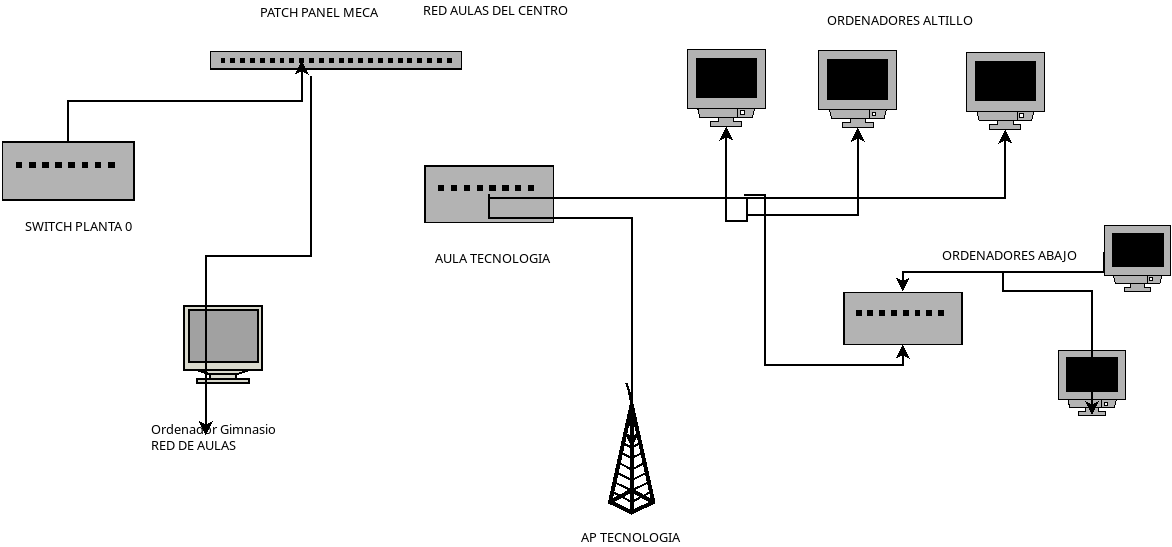 PATCH PANEL MECA
RED AULAS DEL CENTRO
ORDENADORES ALTILLO
SWITCH PLANTA 0
AULA TECNOLOGIA
ORDENADORES ABAJO
Ordenador Gimnasio
RED DE AULAS
AP TECNOLOGIA